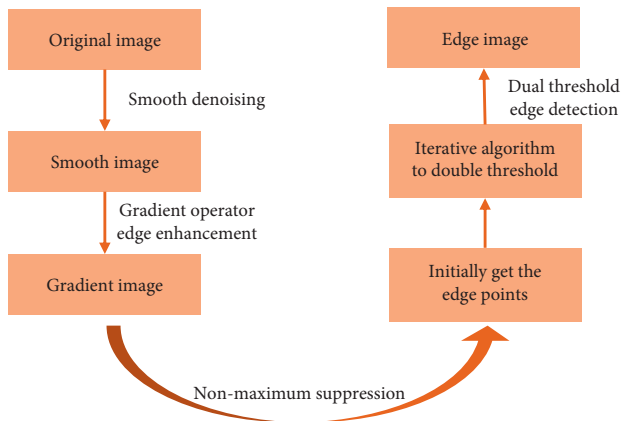 Original image
Smooth denoising
Smooth image
Gradient operator
edge enhancement
Gradient image
Non-maximum suppression
Initially get the
edge points
Iterative algorithm
to double threshold
Dual threshold
edge detection
Edge image